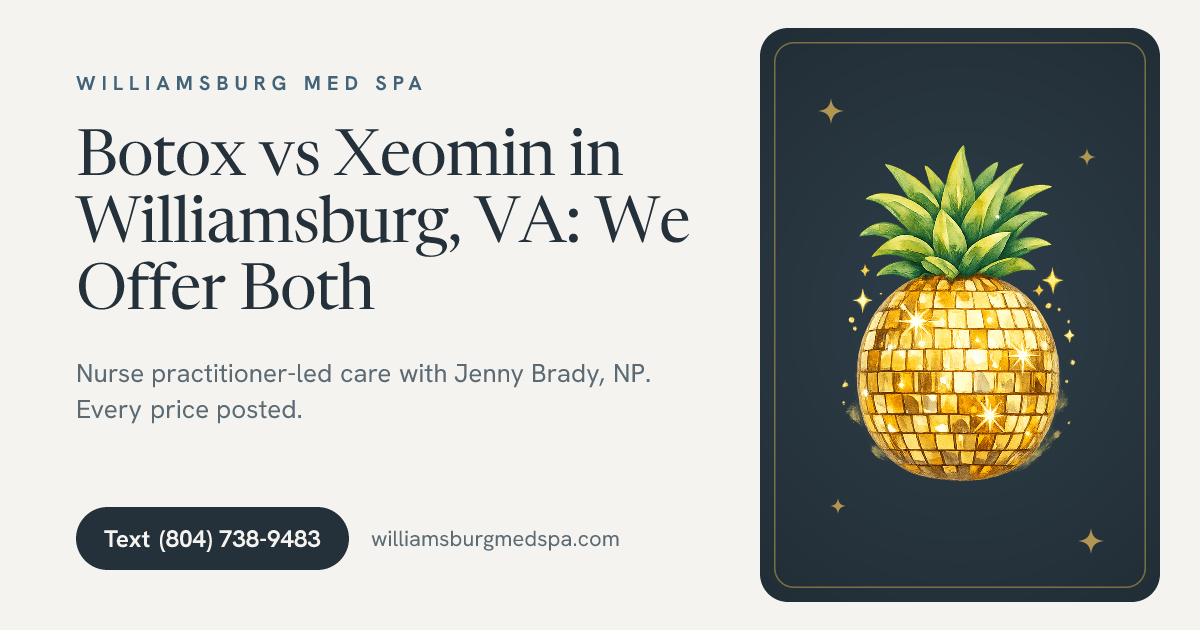 WILLIAMSBURG MED SPA
Botox vs Xeomin in
Williamsburg, VA: We
Offer Both
Nurse practitioner-led care with Jenny Brady, NP.
Every price posted.
Text (804) 738-9483
williamsburgmedspa.com